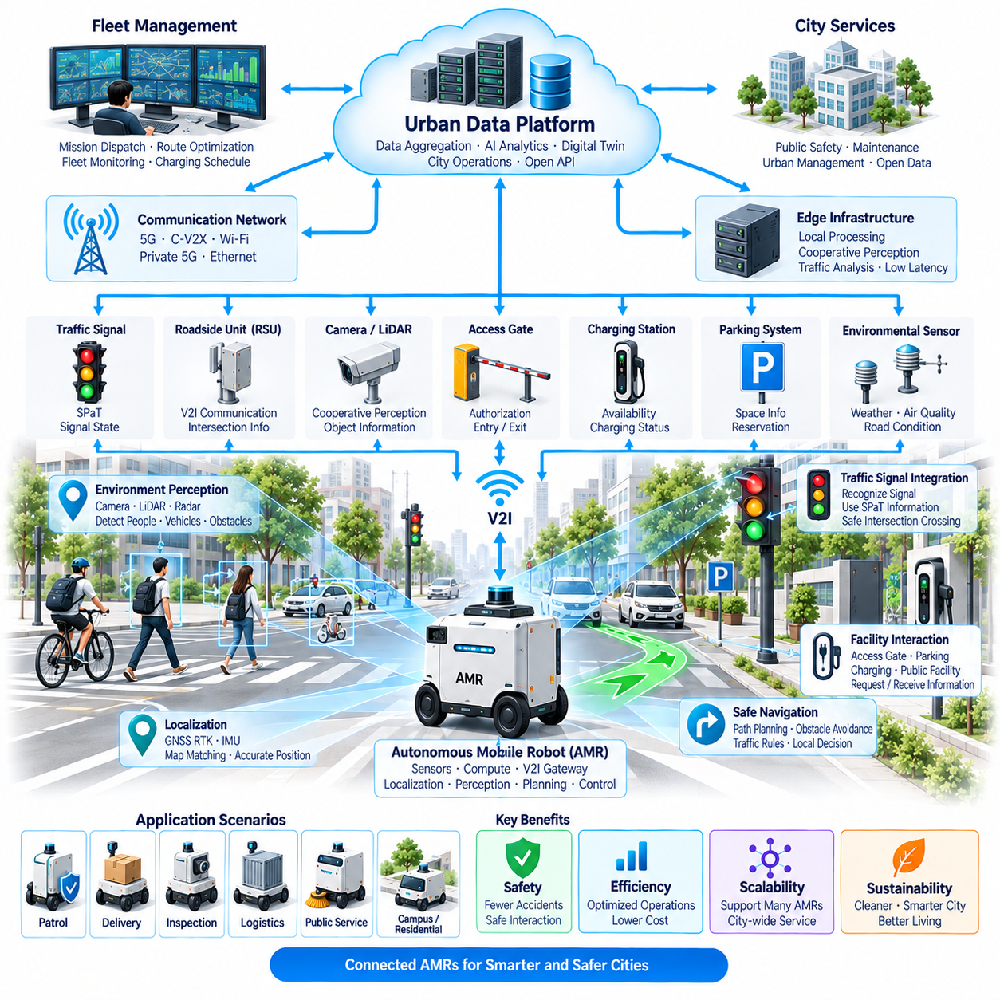 Fleet Management
Mission Dispatch · Route Optimization
Fleet Monitoring · Charging Schedule
Urban Data Platform
Data Aggregation · AI Analytics · Digital Twin
City Operations · Open API
City Services
Public Safety · Maintenance
Urban Management · Open Data
Communication Network
5G · C-V2X · Wi-Fi
Private 5G · Ethernet
Edge Infrastructure
Local Processing
Cooperative Perception
Traffic Analysis · Low Latency
Traffic Signal
SPaT
Signal State
Roadside Unit (RSU)
V2I Communication
Intersection Info
Camera / LiDAR
Cooperative Perception
Object Information
Access Gate
Authorization
Entry / Exit
Charging Station
Availability
Charging Status
Parking System
P
Space Info
Reservation
Environmental Sensor
Weather · Air Quality
Road Condition
Environment Perception
Camera · LiDAR · Radar
Detect People · Vehicles · Obstacles
V2I
Traffic Signal Integration
Recognize Signal
Use SPaT Information
Safe Intersection Crossing
P
Facility Interaction
Access Gate · Parking
Charging · Public Facility
Request / Receive Information
AMR
Localization
GNSS RTK · IMU
Map Matching · Accurate Position
Safe Navigation
Path Planning · Obstacle Avoidance
Traffic Rules · Local Decision
Autonomous Mobile Robot (AMR)
Sensors · Compute · V2I Gateway
Localization · Perception · Planning · Control
Application Scenarios
Patrol
Delivery
Inspection
Logistics
Public Service
Campus /
Residential
Key Benefits
Safety
Fewer Accidents
Safe Interaction
Efficiency
Optimized Operations
Lower Cost
Scalability
Support Many AMRs
City-wide Service
Sustainability
Cleaner · Smarter City
Better Living
Connected AMRs for Smarter and Safer Cities